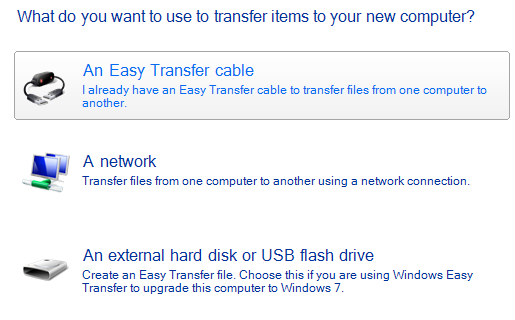 What do you want to use to transfer items to your new computer?
An Easy Transfer cable
I already have an Easy Transfer cable to transfer files from one computer to
another.
A network
Transfer files from one computer to another using a network connection.
An external hard disk or USB flash drive
Create an Easy Transfer file. Choose this if you are using Windows Easy
Transfer to upgrade this computer to Windows 7.